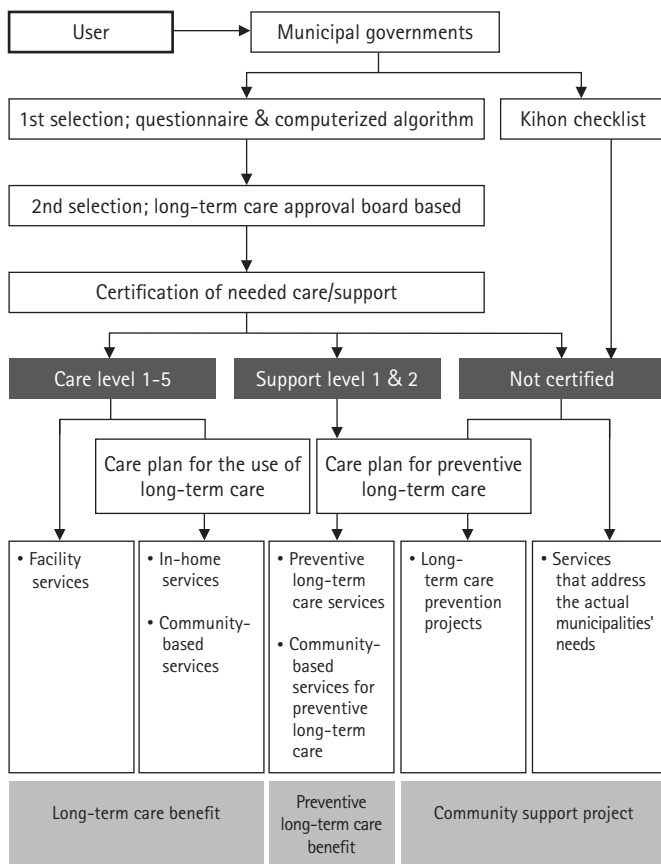 User
Municipal governments
1st selection; questionnaire & computerized algorithm
Kihon checklist
2nd selection; long-term care approval board based
Certification of needed care/support
Care level 1-5
Support level 1 & 2
Not certified
Care plan for the use of
long-term care
Care plan for preventive
long-term care
• Facility
services
• In-home
services
• Community-
based
services
• Preventive
long-term
care services
• Community-
based
services for
preventive
long-term
care
• Long-
term care
prevention
projects
• Services
that address
the actual
municipalities'
needs
Long-term care benefit
Preventive
long-term care
benefit
Community support project